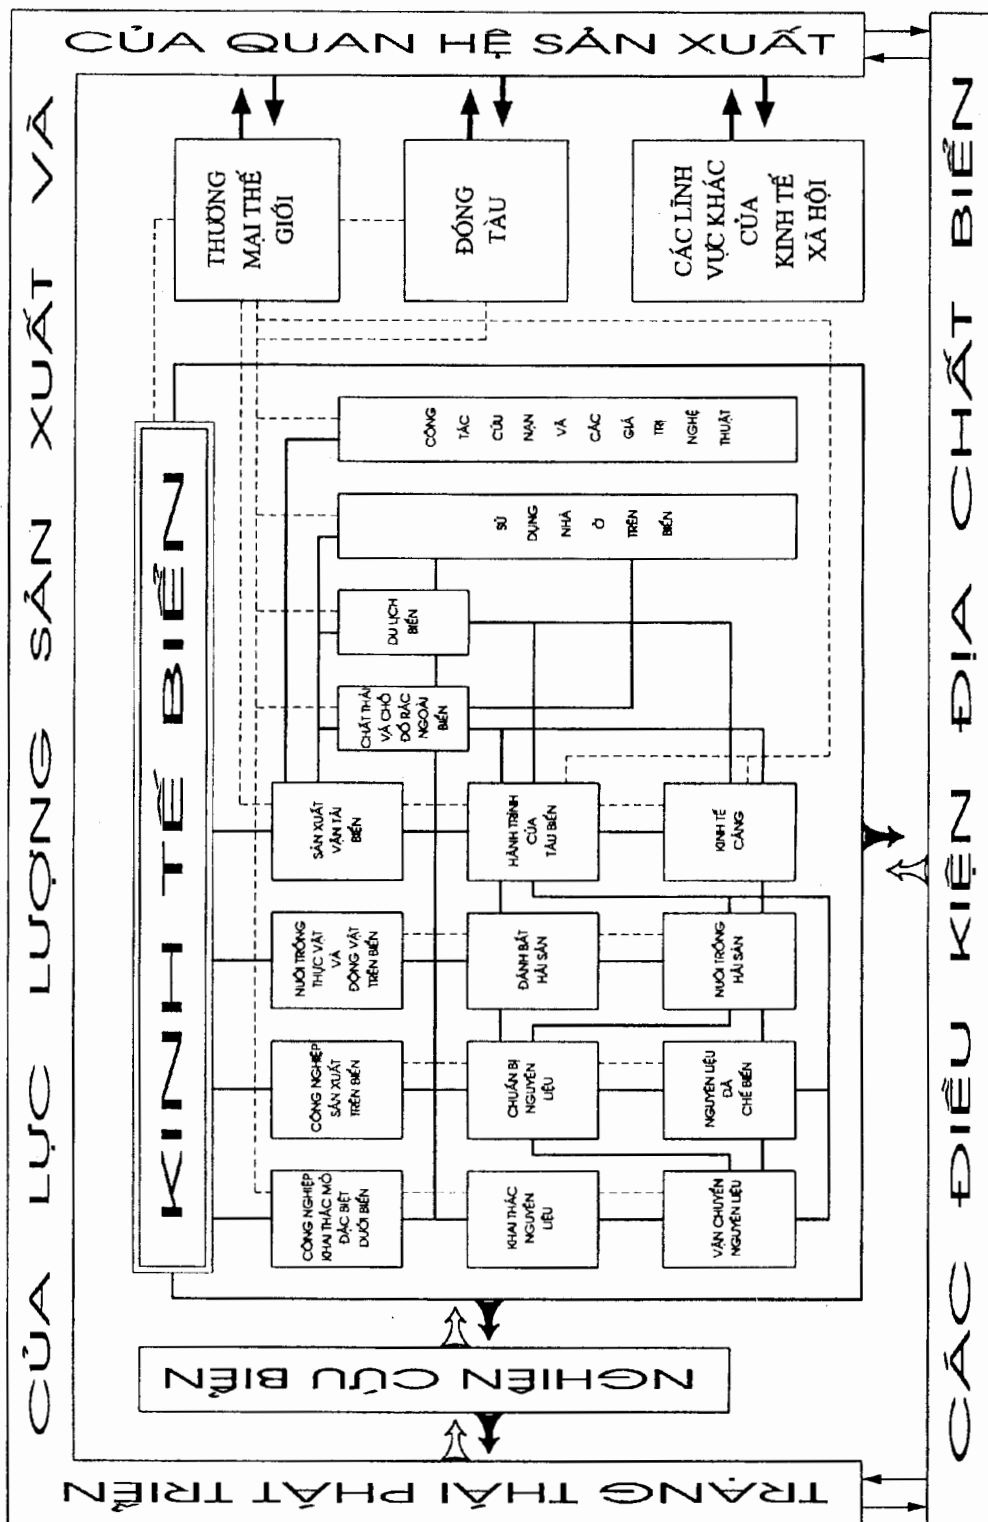 TRẠNG THÁI PHÁT TRIỂN
CỦA LỰC LƯỢNG SẢN XUẤT VÀ
CỦA QUAN HỆ SẢN XUẤT
NGHIÊN CỨU BIỂN
KINH TẾ BIỂN
CÔNG NGHIỆP
KHAI THÁC MỎ
ĐẶC BIỆT
DƯỚI BIỂN
CÔNG NGHIỆP
SẢN XUẤT
TRÊN BIỂN
NUÔI TRỒNG
THỰC VẬT
VÀ
ĐỘNG VẬT
TRÊN BIỂN
SẢN XUẤT
VẬN TẢI
BIỂN
CHẤT THẢI
VÀ CHỖ
ĐỔ RÁC
NGOÀI
BIỂN
DU LỊCH
BIỂN
SỬ
DỤNG
NHÀ
Ở
TRÊN
BIỂN
CÔNG
TÁC
CỨU
NẠN
VÀ
CÁC
GIÁ
TRỊ
NGHỆ
THUẬT
KHAI THÁC
NGUYÊN
LIỆU
CHUẨN BỊ
NGUYÊN
LIỆU
ĐÁNH BẮT
HẢI SẢN
HÀNH TRÌNH
CỦA
TÀU BIỂN
VẬN CHUYỂN
NGUYÊN LIỆU
NGUYÊN LIỆU
ĐÃ
CHẾ BIẾN
NUÔI TRỒNG
HẢI SẢN
KINH TẾ
CẢNG
THƯƠNG
MẠI THẾ
GIỚI
ĐÓNG
TÀU
CÁC LĨNH
VỰC KHÁC
CỦA
KINH TẾ
XÃ HỘI
CÁC ĐIỀU KIỆN ĐỊA CHẤT BIỂN